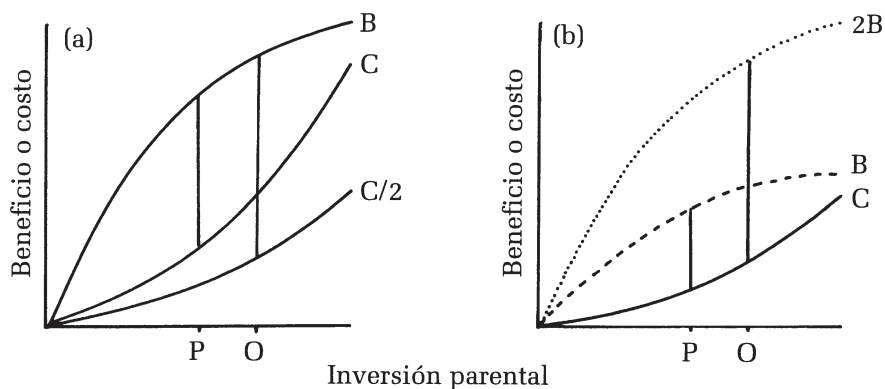 (a)
B
C
C/2
Beneficio o costo
P
O
(b)
2B
B
C
Beneficio o costo
P
O
Inversión parental